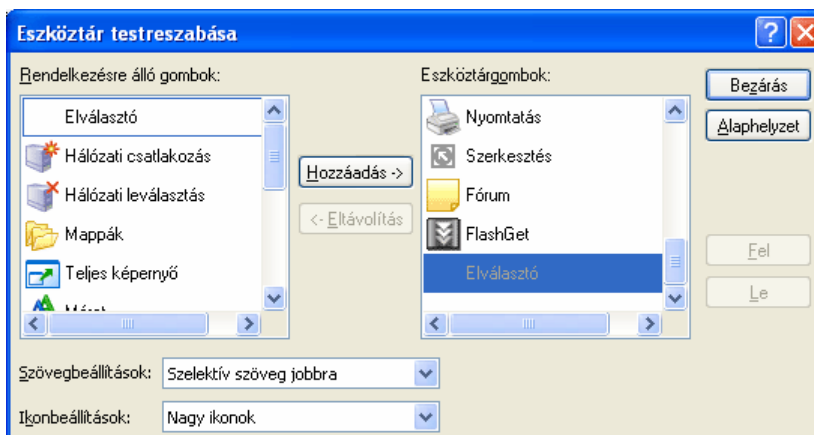 Eszköztár testreszabása
Rendelkezésre álló gombok:
Elválasztó
Hálózati csatlakozás
Hálózati leválasztás
Mappák
Teljes képernyő
Méret
Hozzáadás ->
<- Eltávolítás
Eszköztárgombok:
Nyomtatás
Szerkesztés
Fórum
FlashGet
Elválasztó
Bezárás
Alaphelyzet
Fel
Le
Szövegbeállítások: Szelektív szöveg jobbra
Ikonbeállítások: Nagy ikonok